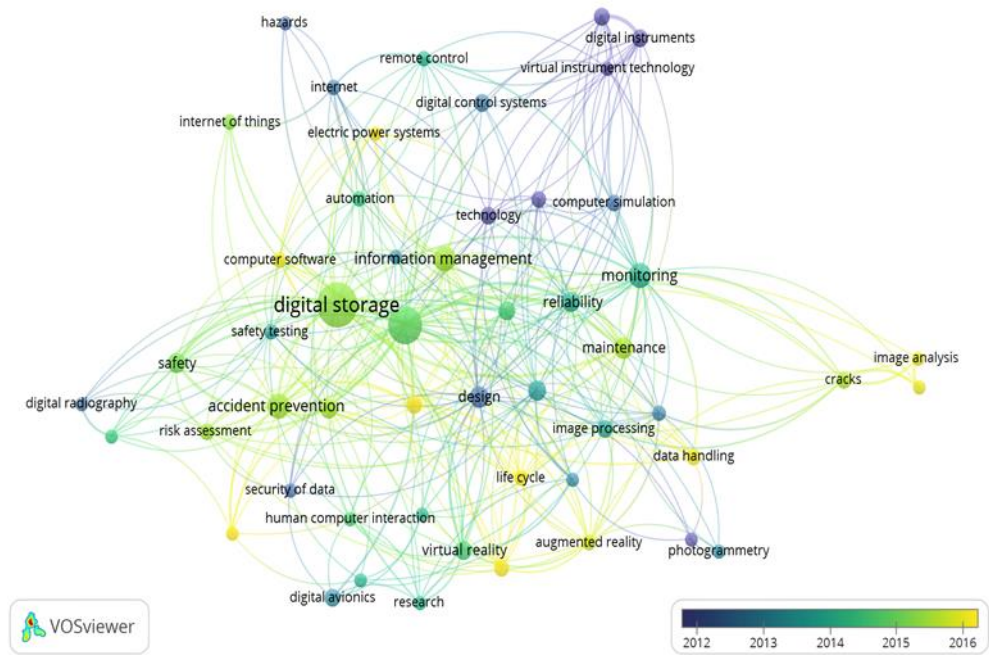 hazards
digital instruments
remote control
virtual instrument technology
internet
digital control systems
internet of things
electric power systems
automation
computer simulation
technology
computer software
information management
monitoring
digital storage
reliability
safety testing
maintenance
safety
image analysis
cracks
digital radiography
accident prevention
design
risk assessment
image processing
data handling
life cycle
security of data
human computer interaction
virtual reality
augmented reality
photogrammetry
digital avionics
research
VOSviewer
2012 2013 2014 2015 2016